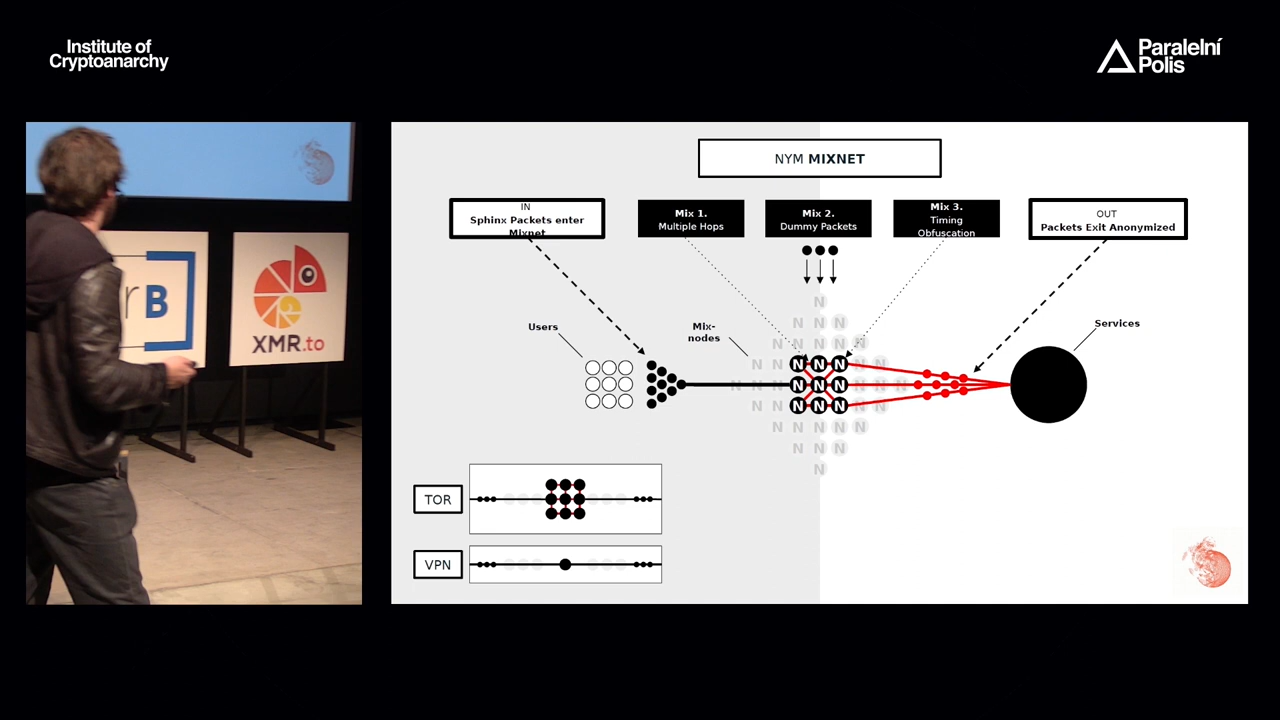 Institute of
Cryptoanarchy
Paralelní
Polis
NYM MIXNET
IN
Sphinx Packets enter
Mixnet
Mix 1.
Multiple Hops
Mix 2.
Dummy Packets
Mix 3.
Timing
Obfuscation
OUT
Packets Exit Anonymized
Users
Mix-
nodes
Services
N
N N N
N N N N N
N N N N N N N
N N N N N N N N N
N N N N N N N
N N N N N
N N N
N
TOR
VPN
B
XMR.to